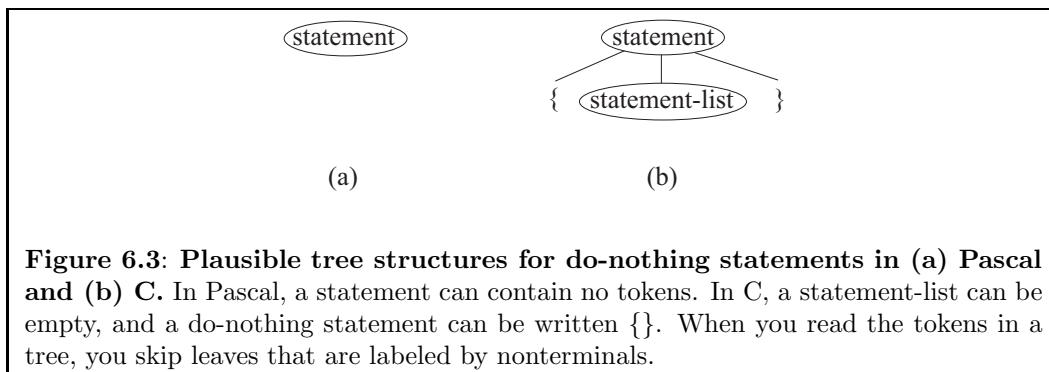 statement statement
{ statement-list }
(a) (b)
Figure 6.3: Plausible tree structures for do-nothing statements in (a) Pascal
and (b) C. In Pascal, a statement can contain no tokens. In C, a statement-list can be
empty, and a do-nothing statement can be written {}. When you read the tokens in a
tree, you skip leaves that are labeled by nonterminals.